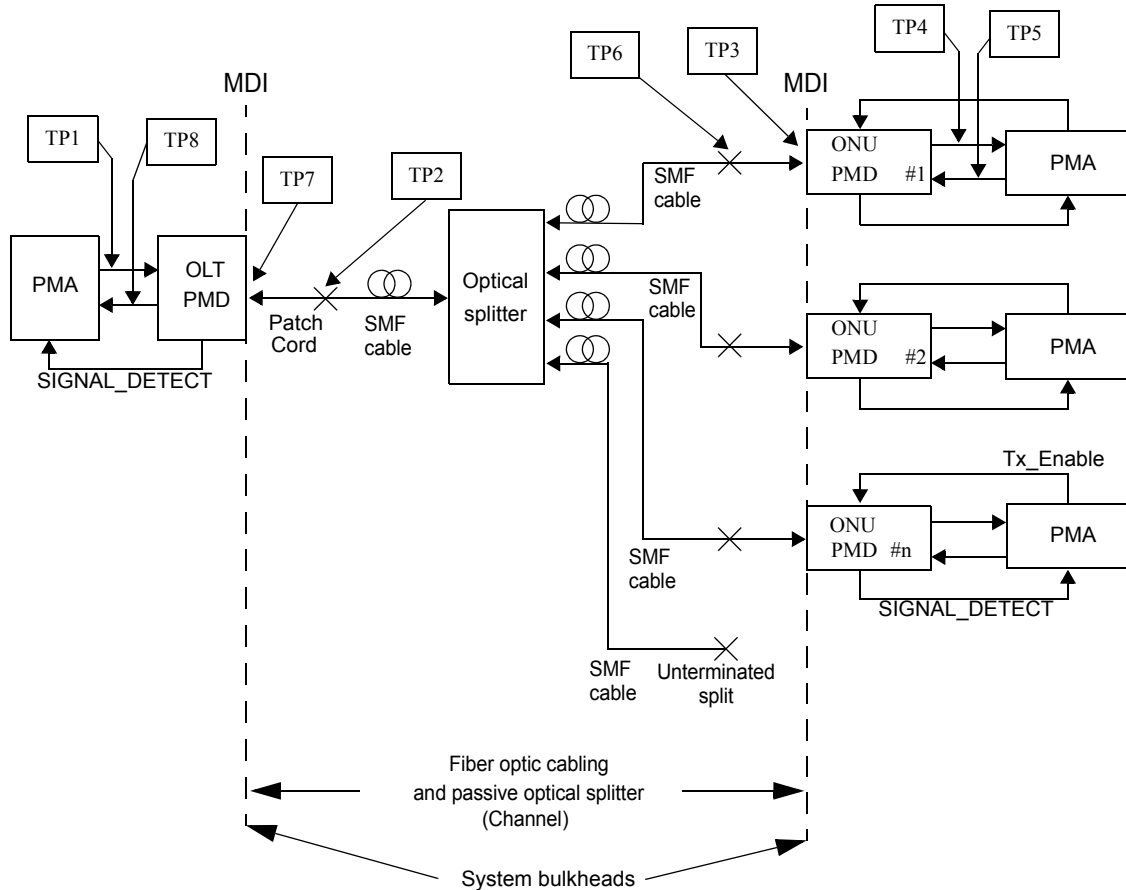 TP4
TP5
TP6
TP3
MDI
MDI
TP1
TP8
TP7
TP2
PMA
OLT
PMD
SIGNAL_DETECT
Patch
Cord
SMF
cable
Optical
splitter
SMF
cable
ONU
PMD #1
PMA
SMF
cable
ONU
PMD #2
PMA
Tx_Enable
SMF
cable
ONU
PMD #n
PMA
SIGNAL_DETECT
SMF
cable
Unterminated
split
Fiber optic cabling
and passive optical splitter
(Channel)
System bulkheads